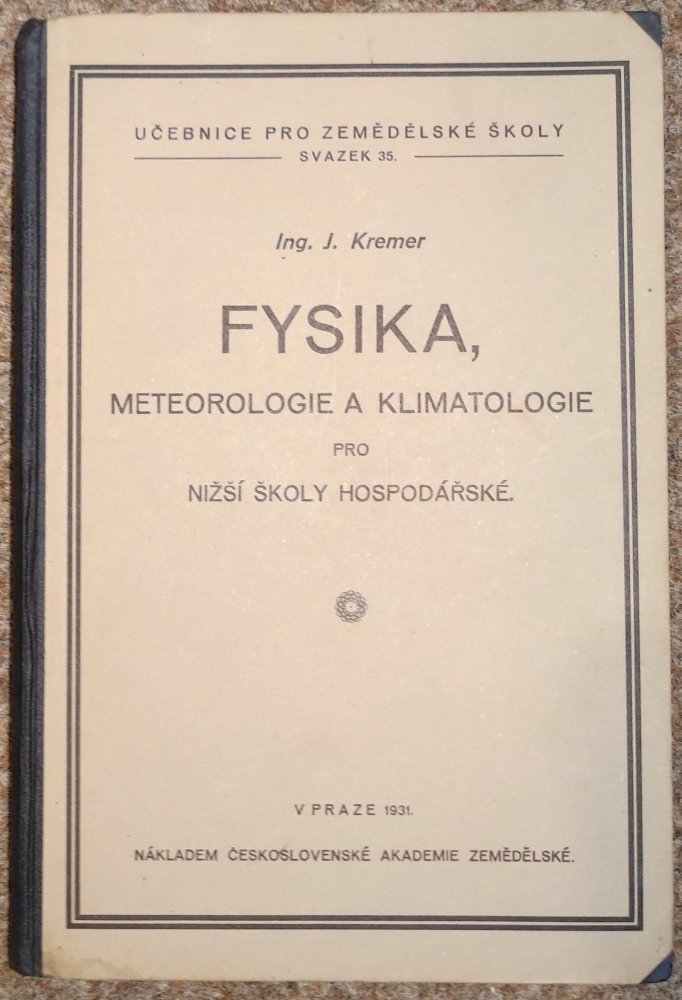 UČEBNICE PRO ZEMĚDĚLSKÉ ŠKOLY
SVAZEK 35.
Ing. J. Kremer
FYSIKA,
METEOROLOGIE A KLIMATOLOGIE
PRO
NIŽŠÍ ŠKOLY HOSPODÁŘSKÉ.
V PRAZE 1931.
NÁKLADEM ČESKOSLOVENSKÉ AKADEMIE ZEMĚDĚLSKÉ.